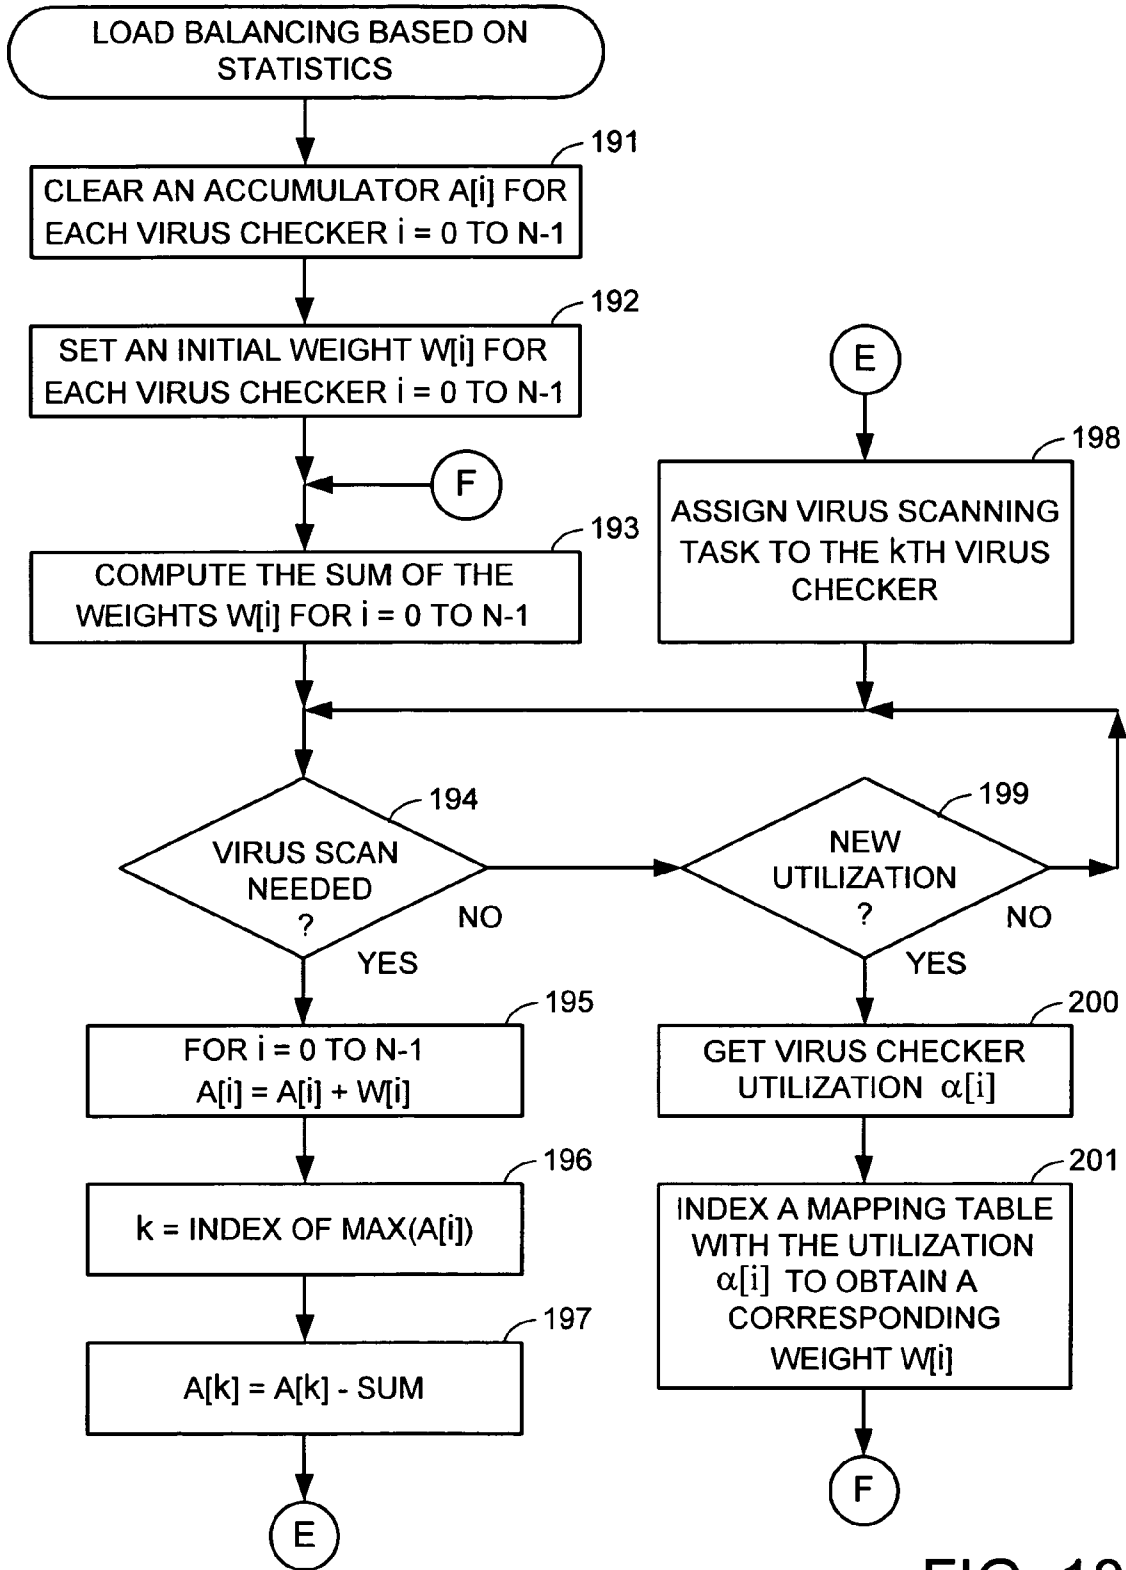 LOAD BALANCING BASED ON
STATISTICS
191
CLEAR AN ACCUMULATOR A[i] FOR
EACH VIRUS CHECKER i = 0 TO N-1
192
SET AN INITIAL WEIGHT W[i] FOR
EACH VIRUS CHECKER i = 0 TO N-1
F
193
COMPUTE THE SUM OF THE
WEIGHTS W[i] FOR i = 0 TO N-1
E
198
ASSIGN VIRUS SCANNING
TASK TO THE kTH VIRUS
CHECKER
194
VIRUS SCAN
NEEDED
?
NO
YES
199
NEW
UTILIZATION
?
NO
YES
195
FOR i = 0 TO N-1
A[i] = A[i] + W[i]
196
k = INDEX OF MAX(A[i])
197
A[k] = A[k] - SUM
E
200
GET VIRUS CHECKER
UTILIZATION α[i]
201
INDEX A MAPPING TABLE
WITH THE UTILIZATION
α[i] TO OBTAIN A
CORRESPONDING
WEIGHT W[i]
F